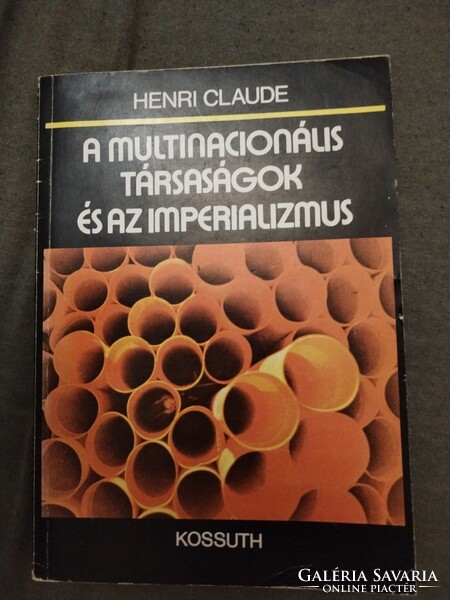 HENRI CLAUDE
A MULTINACIONÁLIS
TÁRSASÁGOK
ÉS AZ IMPERIALIZMUS
KOSSUTH
GALÉRIA SAVARIA
ONLINE PIACTÉR